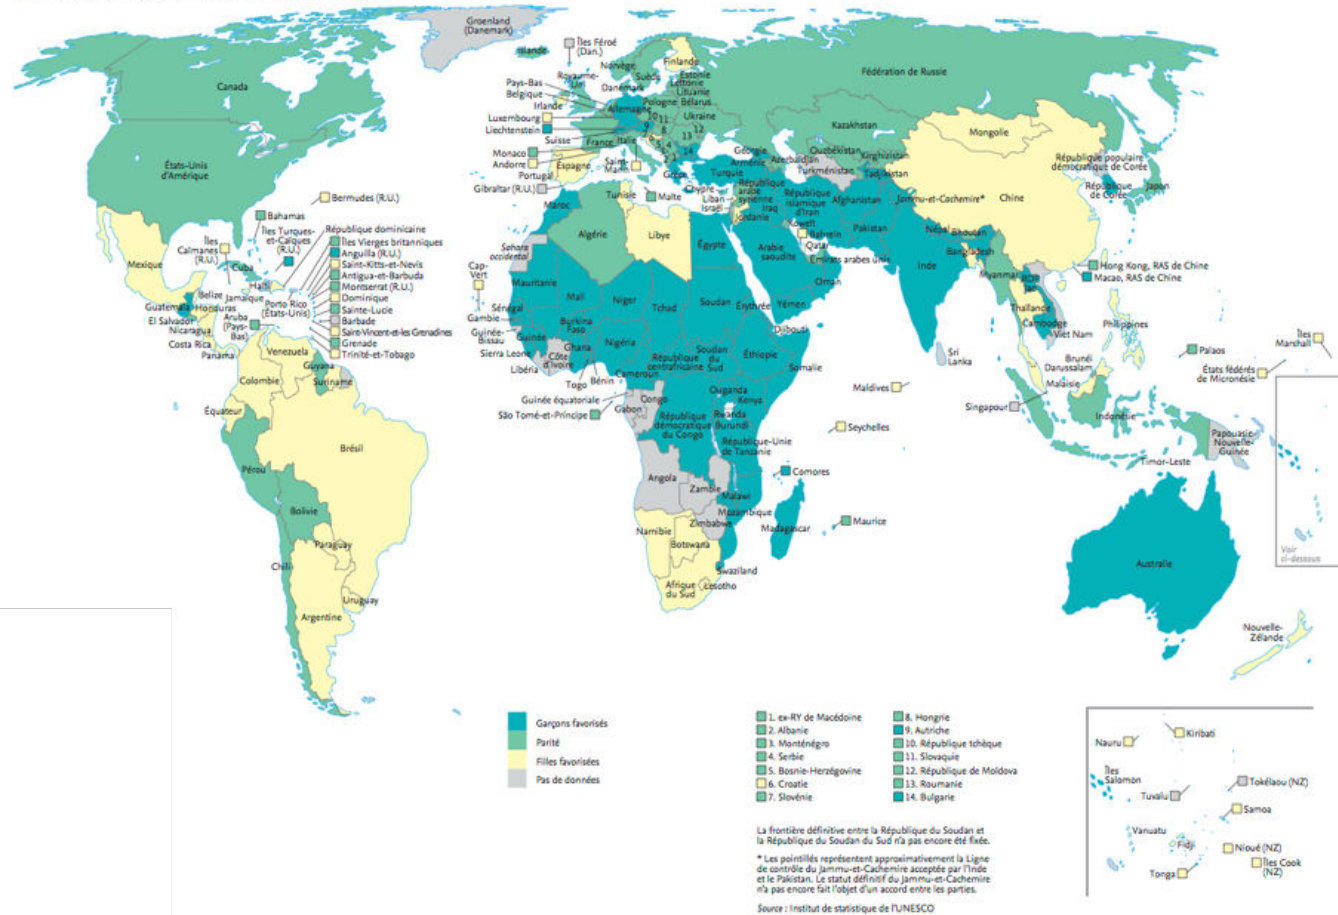 Groenland
(Danemark)
Islande
Îles Féroé
(Dan.)
Canada
États-Unis
d'Amérique
Mexique
Bermudes (R.U.)
Bahamas
Îles Turques-
et-Caïques
(R.U.)
Îles
Caïmanes
(R.U.)
Cuba
Haïti
Jamaïque
Belize
Guatemala
Honduras
El Salvador
Nicaragua
Costa Rica
Panama
Aruba
(Pays-
Bas)
Porto Rico
(États-Unis)
République dominicaine
Îles Vierges britanniques
Anguilla (R.U.)
Saint-Kitts-et-Nevis
Antigua-et-Barbuda
Montserrat (R.U.)
Dominique
Sainte-Lucie
Barbade
Saint-Vincent-et-les Grenadines
Grenade
Trinité-et-Tobago
Venezuela
Guyana
Suriname
Colombie
Équateur
Pérou
Brésil
Bolivie
Paraguay
Chili
Argentine
Uruguay
Norvège
Suède
Finlande
Estonie
Lettonie
Lituanie
Danemark
Royaume-
Uni
Irlande
Pays-Bas
Belgique
Luxembourg
Liechtenstein
Suisse
Monaco
Andorre
Allemagne
Pologne
Bélarus
Ukraine
France
Italie
Saint-
Marin
Espagne
Portugal
Gibraltar (R.U.)
Malte
Grèce
10
11
9
8
7
6
5
4
3
2
1
12
13
14
Fédération de Russie
Kazakhstan
Géorgie
Arménie
Azerbaïdjan
Turquie
Ouzbékistan
Turkménistan
Kirghizistan
Tadjikistan
Chypre
Liban
Israël
République
arabe
syrienne
Jordanie
Iraq
République
islamique
d'Iran
Afghanistan
Pakistan
Koweït
Bahreïn
Qatar
Émirats arabes unis
Arabie
saoudite
Oman
Yémen
Jammu-et-Cachemire*
Mongolie
Chine
République populaire
démocratique de Corée
République
de Corée
Japon
Népal
Bhoutan
Bangladesh
Inde
Myanmar
RDP
lao
Thaïlande
Cambodge
Viet Nam
Hong Kong, RAS de Chine
Macao, RAS de Chine
Philippines
Sri
Lanka
Maldives
Brunéi
Darussalam
Malaisie
Singapour
Indonésie
Timor-Leste
Papouasie-
Nouvelle-
Guinée
Palaos
Îles
Marshall
États fédérés
de Micronésie
Maroc
Algérie
Tunisie
Libye
Égypte
Sahara
occidental
Cap-
Vert
Mauritanie
Mali
Niger
Tchad
Soudan
Érythrée
Djibouti
Sénégal
Gambie
Guinée-
Bissau
Guinée
Sierra Leone
Libéria
Côte
d'Ivoire
Burkina
Faso
Ghana
Togo
Bénin
Nigéria
Cameroun
République
centrafricaine
Soudan
du
Sud
Éthiopie
Somalie
Guinée équatoriale
São Tomé-et-Principe
Gabon
Congo
République
démocratique
du Congo
Ouganda
Kenya
Rwanda
Burundi
République-Unie
de Tanzanie
Angola
Zambie
Malawi
Mozambique
Zimbabwe
Namibie
Botswana
Swaziland
Lesotho
Afrique
du Sud
Madagascar
Comores
Seychelles
Maurice
Australie
Nouvelle-
Zélande
Voir
ci-dessous
Garçons favorisés
Parité
Filles favorisées
Pas de données
1. ex-RY de Macédoine
2. Albanie
3. Monténégro
4. Serbie
5. Bosnie-Herzégovine
6. Croatie
7. Slovénie
8. Hongrie
9. Autriche
10. République tchèque
11. Slovaquie
12. République de Moldova
13. Roumanie
14. Bulgarie
La frontière définitive entre la République du Soudan et
la République du Soudan du Sud n'a pas encore été fixée.
* Les pointillés représentent approximativement la Ligne
de contrôle du Jammu-et-Cachemire acceptée par l'Inde
et le Pakistan. Le statut définitif du Jammu-et-Cachemire
n'a pas encore fait l'objet d'un accord entre les parties.
Source : Institut de statistique de l'UNESCO
Nauru
Kiribati
Îles
Salomon
Tuvalu
Tokélaou (NZ)
Samoa
Vanuatu
Fidji
Nioué (NZ)
Îles Cook
(NZ)
Tonga